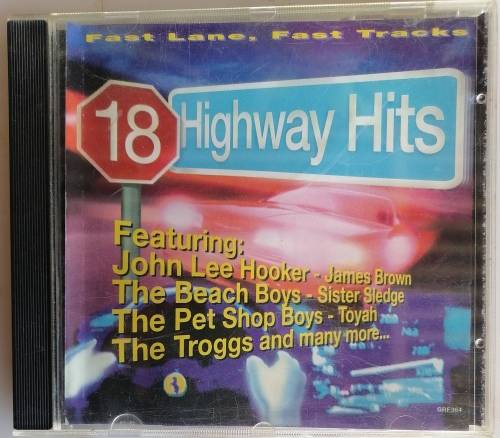 Fast Lane, Fast Tracks
18 Highway Hits
Featuring:
John Lee Hooker - James Brown
The Beach Boys - Sister Sledge
The Pet Shop Boys - Toyah
The Troggs and many more...
GRF264